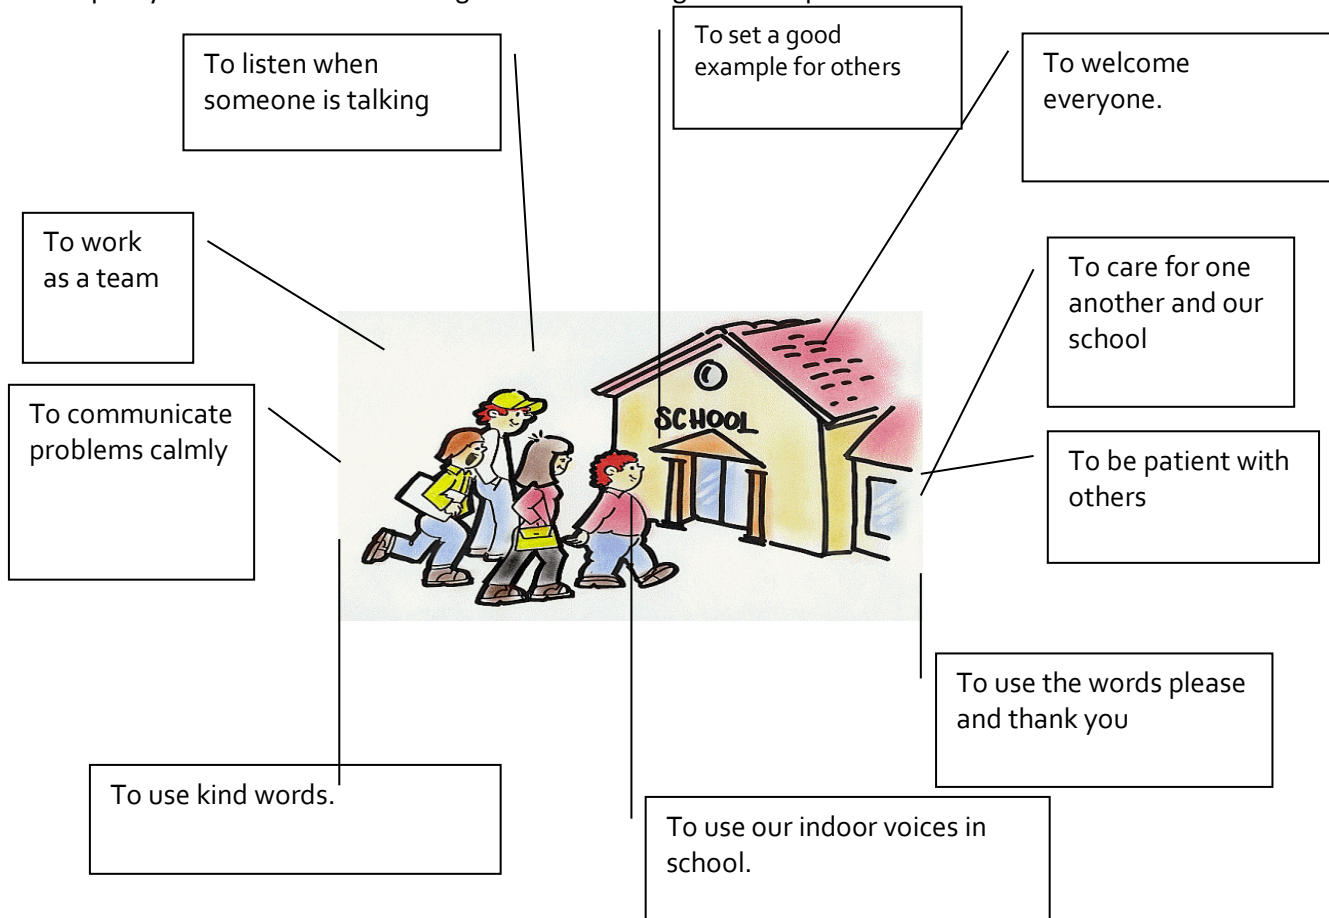 To set a good
example for others
To listen when
someone is talking
To welcome
everyone.
To work
as a team
To care for one
another and our
school
To communicate
problems calmly
SCHOOL
To be patient with
others
To use the words please
and thank you
To use kind words.
To use our indoor voices in
school.